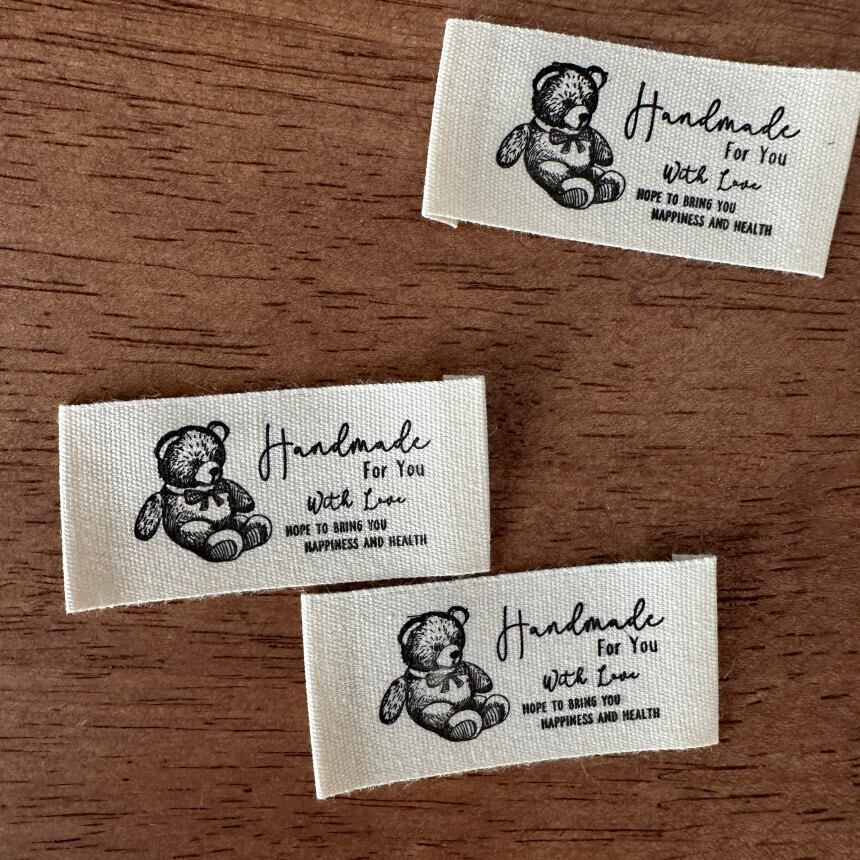 Handmade
For You
With Love
HOPE TO BRING YOU
HAPPINESS AND HEALTH
Handmade
For You
With Love
HOPE TO BRING YOU
HAPPINESS AND HEALTH
Handmade
For You
With Love
HOPE TO BRING YOU
HAPPINESS AND HEALTH